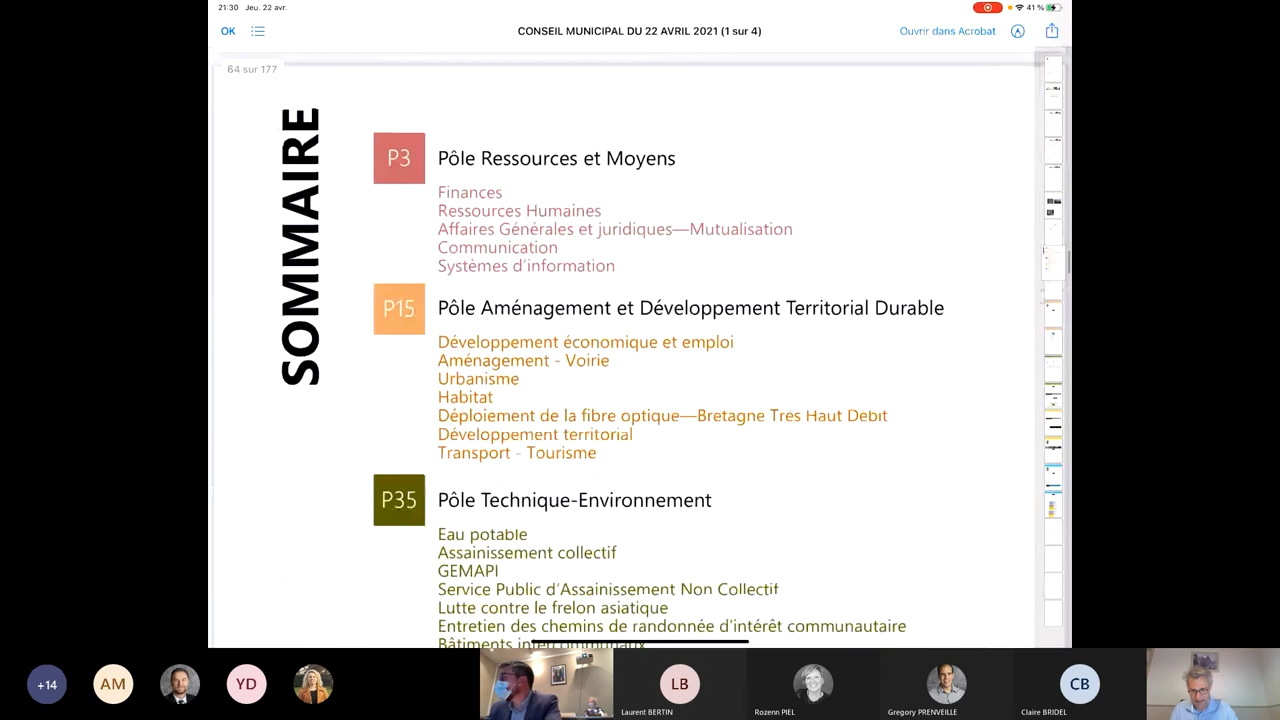 21:30 Jeu. 22 avr.
41 %
OK
CONSEIL MUNICIPAL DU 22 AVRIL 2021 (1 sur 4)
Ouvrir dans Acrobat
64 sur 177
SOMMAIRE
P3
Pôle Ressources et Moyens
Finances
Ressources Humaines
Affaires Générales et juridiques—Mutualisation
Communication
Systèmes d'information
P15
Pôle Aménagement et Développement Territorial Durable
Développement économique et emploi
Aménagement - Voirie
Urbanisme
Habitat
Déploiement de la fibre optique—Bretagne Très Haut Débit
Développement territorial
Transport - Tourisme
P35
Pôle Technique-Environnement
Eau potable
Assainissement collectif
GEMAPI
Service Public d'Assainissement Non Collectif
Lutte contre le frelon asiatique
Entretien des chemins de randonnée d'intérêt communautaire
Bâtiments intercommunaux
+14
AM
YD
LB
CB
Laurent BERTIN
Rozenn PIEL
Gregory PRENVEILLE
Claire BRIDEL